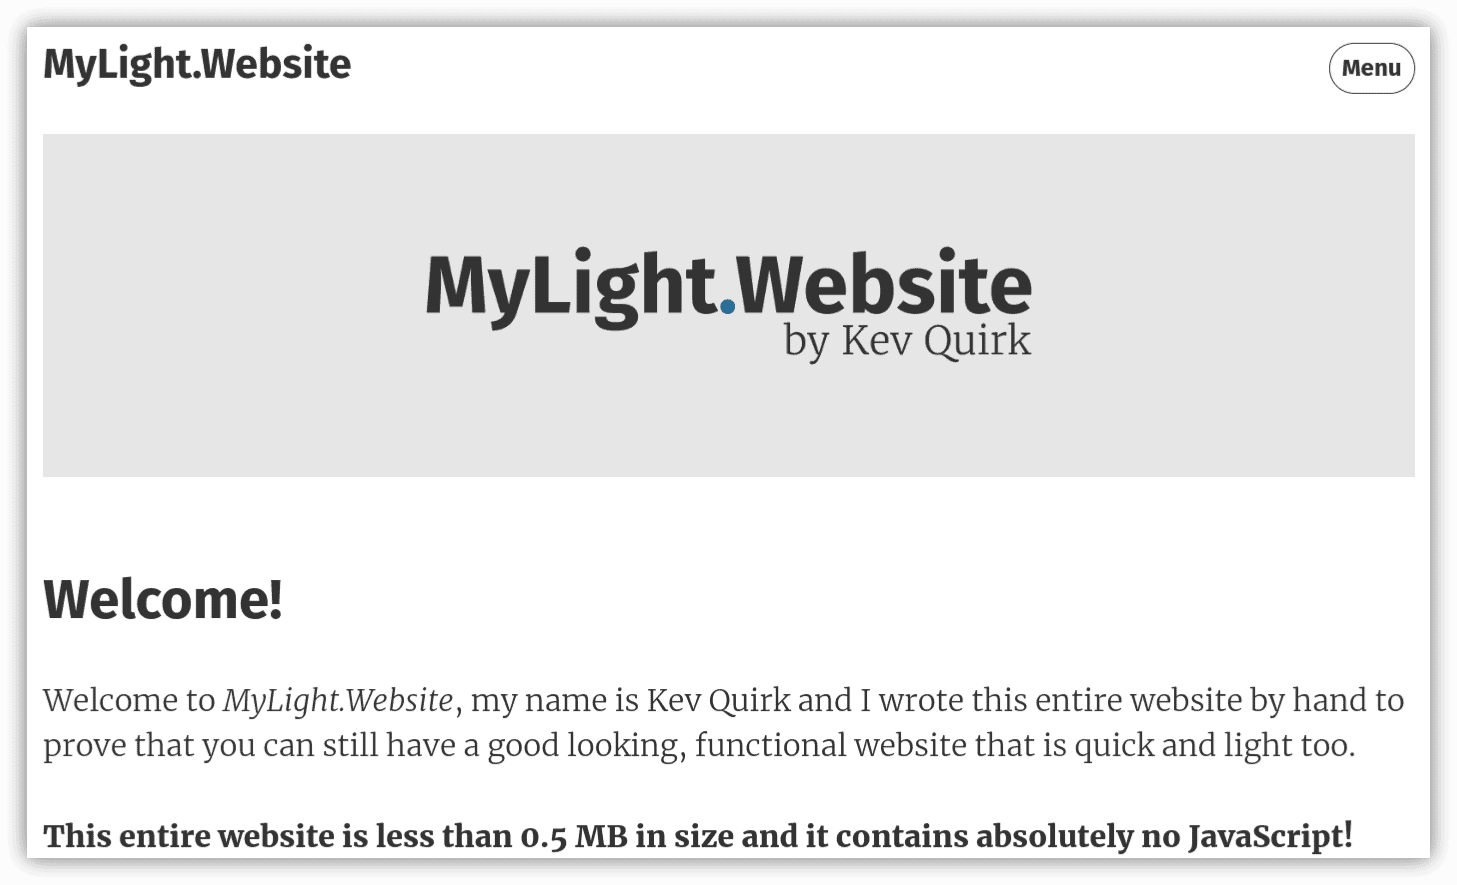 MyLight.Website
Menu
MyLight.Website
by Kev Quirk
Welcome!
Welcome to MyLight.Website, my name is Kev Quirk and I wrote this entire website by hand to
prove that you can still have a good looking, functional website that is quick and light too.
This entire website is less than 0.5 MB in size and it contains absolutely no JavaScript!